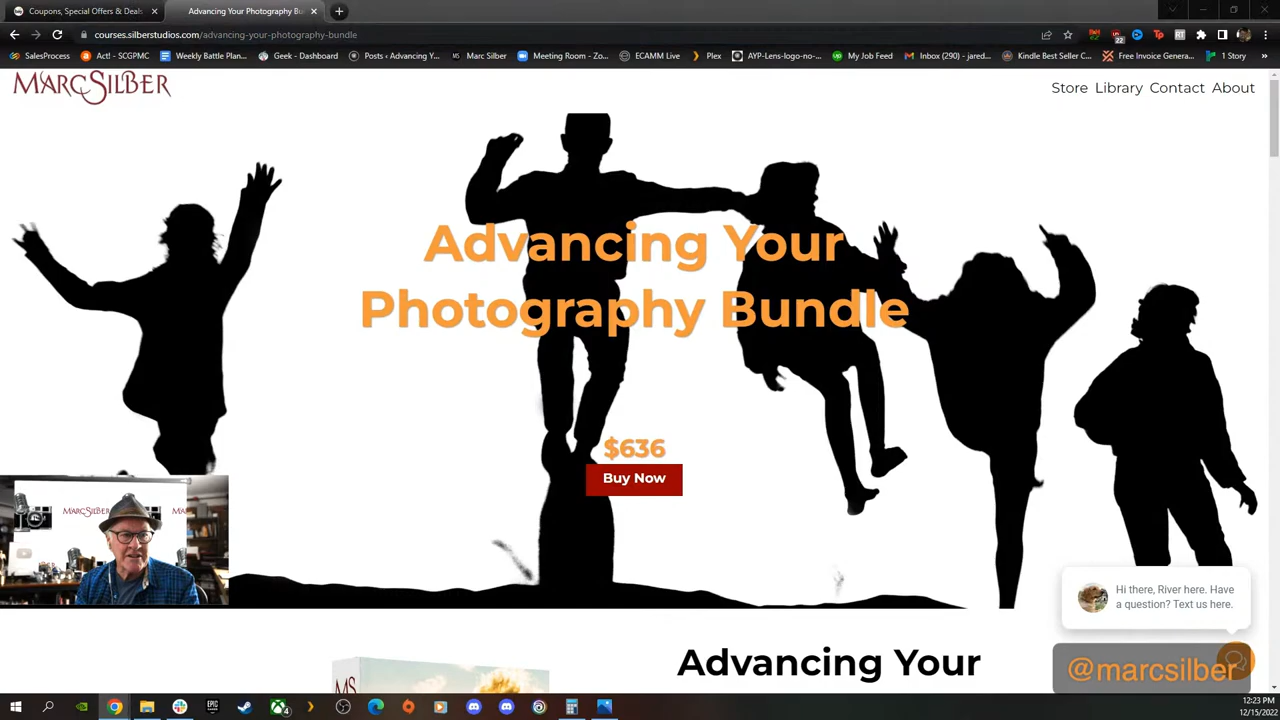 Coupons, Special Offers & Deals
Advancing Your Photography Bu
courses.silberstudios.com/advancing-your-photography-bundle
SalesProcess
Act! - SCGPMC
Weekly Battle Plan...
Geek - Dashboard
Posts ‹ Advancing Y...
Marc Silber
Meeting Room - Zo...
ECAMM Live
Plex
AYP-Lens-logo-no-...
My Job Feed
Inbox (290) - jared...
Kindle Best Seller C...
Free Invoice Genera...
1 Story
MARC SILBER
Store Library Contact About
Advancing Your
Photography Bundle
$636
Buy Now
MARC SILBER
Hi there, River here. Have
a question? Text us here.
MS
Advancing Your
@marcsilber
12:23 PM
12/15/2022